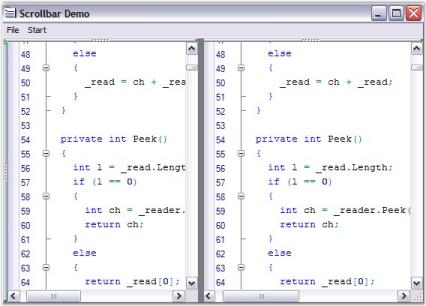 Scrollbar Demo
File Start
48 else
49 {
50 _read = ch + _rea
51 }
52 }
53
54 private int Peek()
55 {
56 int l = _read.Lengt
57 if (l == 0)
58 {
59 int ch = _reader.
60 return ch;
61 }
62 else
63 {
64 return _read[0];
48 else
49 {
50 _read = ch + _read;
51 }
52 }
53
54 private int Peek()
55 {
56 int l = _read.Length;
57 if (l == 0)
58 {
59 int ch = _reader.Peek(
60 return ch;
61 }
62 else
63 {
64 return _read[0];